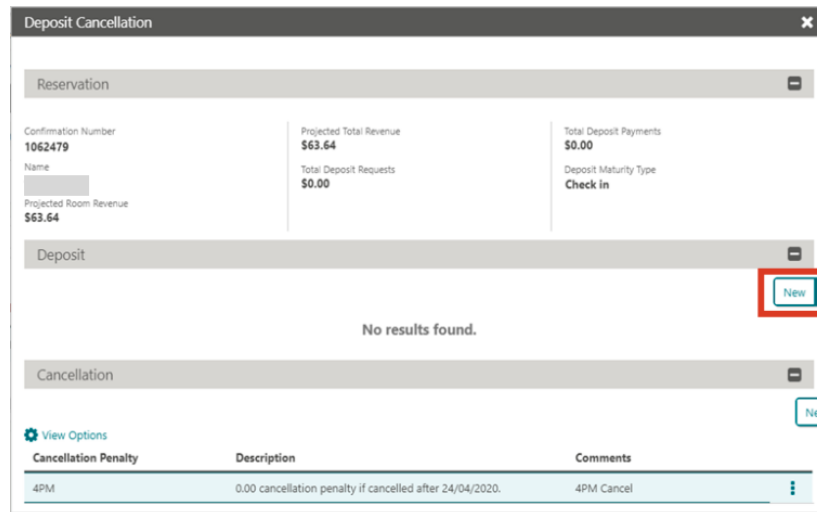 Deposit Cancellation
Reservation
Confirmation Number
1062479
Name
Projected Room Revenue
$63.64
Projected Total Revenue
$63.64
Total Deposit Requests
$0.00
Total Deposit Payments
$0.00
Deposit Maturity Type
Check in
Deposit
New
No results found.
Cancellation
Ne
View Options
Cancellation Penalty Description Comments
4PM 0.00 cancellation penalty if cancelled after 24/04/2020. 4PM Cancel